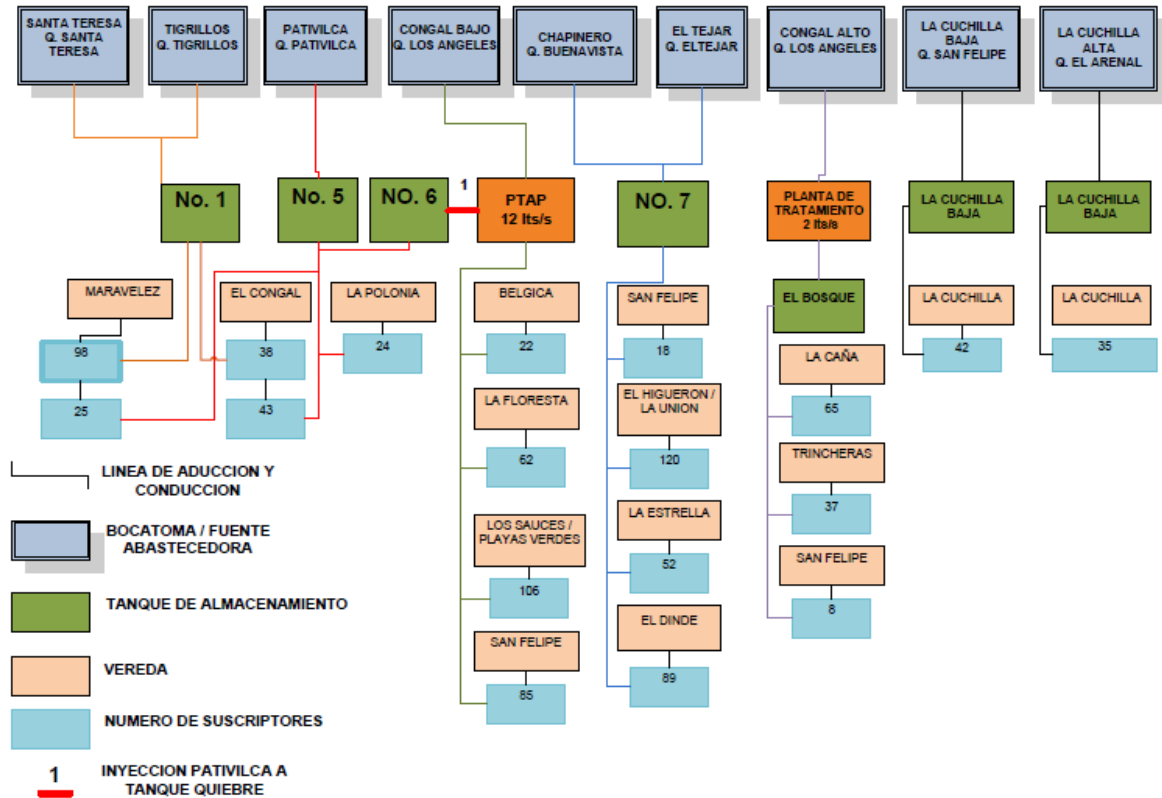 SANTA TERESA
Q. SANTA
TERESA
TIGRILLOS
Q. TIGRILLOS
PATIVILCA
Q. PATIVILCA
CONGAL BAJO
Q. LOS ANGELES
CHAPINERO
Q. BUENAVISTA
EL TEJAR
Q. ELTEJAR
CONGAL ALTO
Q. LOS ANGELES
LA CUCHILLA
BAJA
Q. SAN FELIPE
LA CUCHILLA
ALTA
Q. EL ARENAL
No. 1
No. 5
NO. 6
1
PTAP
12 lts/s
NO. 7
PLANTA DE
TRATAMIENTO
2 lts/s
LA CUCHILLA
BAJA
LA CUCHILLA
BAJA
MARAVELEZ
98
25
EL CONGAL
38
43
LA POLONIA
24
BELGICA
22
LA FLORESTA
62
LOS SAUCES /
PLAYAS VERDES
106
SAN FELIPE
85
SAN FELIPE
18
EL HIGUERON /
LA UNION
120
LA ESTRELLA
52
EL DINDE
89
EL BOSQUE
LA CAÑA
65
TRINCHERAS
37
SAN FELIPE
8
LA CUCHILLA
42
LA CUCHILLA
35
LINEA DE ADUCCION Y
CONDUCCION
BOCATOMA / FUENTE
ABASTECEDORA
TANQUE DE ALMACENAMIENTO
VEREDA
NUMERO DE SUSCRIPTORES
1
INYECCION PATIVILCA A
TANQUE QUIEBRE